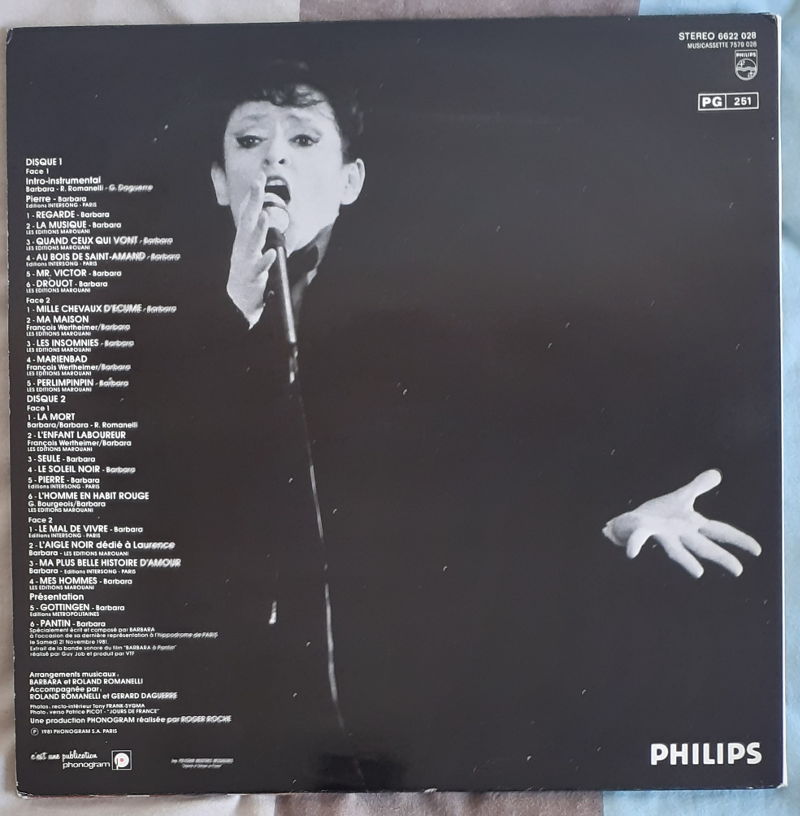 STEREO 6622 028
MUSICASSETTE 7570 028
PHILIPS
PG 251
DISQUE 1
Face 1
Intro-instrumental
Barbara - R. Romanelli - G. Daguerre
Pierre - Barbara
Editions INTERSONG - PARIS
1 - REGARDE - Barbara
2 - LA MUSIQUE - Barbara
LES EDITIONS MAROUANI
3 - QUAND CEUX QUI VONT - Barbara
LES EDITIONS MAROUANI
4 - AU BOIS DE SAINT-AMAND - Barbara
Editions INTERSONG - PARIS
5 - MR. VICTOR - Barbara
6 - DROUOT - Barbara
LES EDITIONS MAROUANI
Face 2
1 - MILLE CHEVAUX D'ECUME - Barbara
2 - MA MAISON
François Wertheimer/Barbara
LES EDITIONS MAROUANI
3 - LES INSOMNIES - Barbara
LES EDITIONS MAROUANI
4 - MARIENBAD
François Wertheimer/Barbara
LES EDITIONS MAROUANI
5 - PERLIMPINPIN - Barbara
LES EDITIONS MAROUANI
DISQUE 2
Face 1
1 - LA MORT
Barbara/Barbara - R. Romanelli
2 - L'ENFANT LABOUREUR
François Wertheimer/Barbara
LES EDITIONS MAROUANI
3 - SEULE - Barbara
4 - LE SOLEIL NOIR - Barbara
5 - PIERRE - Barbara
Editions INTERSONG - PARIS
6 - L'HOMME EN HABIT ROUGE
G. Bourgeois/Barbara
LES EDITIONS MAROUANI
Face 2
1 - LE MAL DE VIVRE - Barbara
Editions INTERSONG - PARIS
2 - L'AIGLE NOIR dédié à Laurence
Barbara - LES EDITIONS MAROUANI
3 - MA PLUS BELLE HISTOIRE D'AMOUR
Barbara - Editions INTERSONG - PARIS
4 - MES HOMMES - Barbara
LES EDITIONS MAROUANI
Présentation
5 - GOTTINGEN - Barbara
Editions METROPOLITAINES
6 - PANTIN - Barbara
Spécialement écrit et composé par BARBARA
à l'occasion de sa dernière représentation à l'hippodrome de PARIS
le Samedi 21 Novembre 1981.
Extrait de la bande sonore du film "BARBARA à Pantin"
réalisé par Guy Job et produit par VTF
Arrangements musicaux :
BARBARA et ROLAND ROMANELLI
Accompagnée par :
ROLAND ROMANELLI et GERARD DAGUERRE
Photos : recto-intérieur Tony FRANK-SYGMA
Photo : verso Patrice PICOT - "JOURS DE FRANCE"
Une production PHONOGRAM réalisée par ROGER ROCHE
Ⓟ 1981 PHONOGRAM S.A. PARIS
c'est une publication
phonogram
PHILIPS